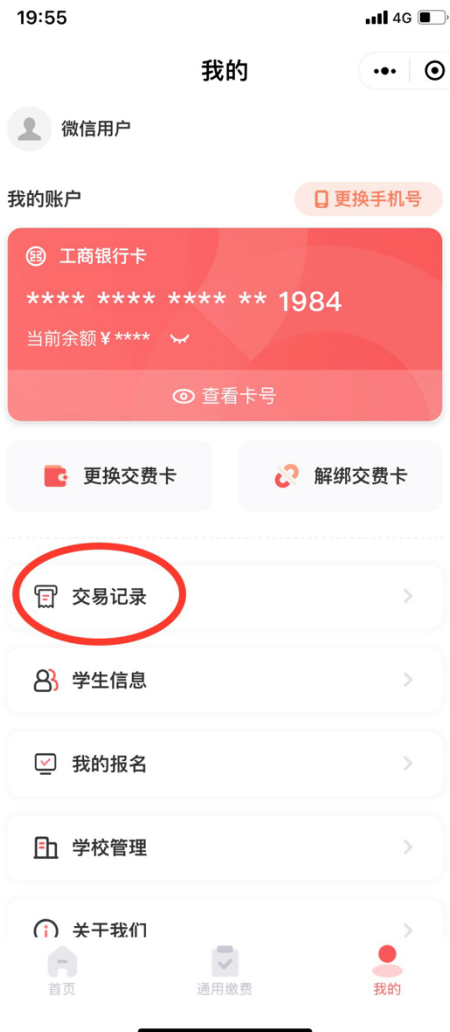 19:55 4G
我的
微信用户
我的账户 更换手机号
工商银行卡
**** **** **** ** 1984
当前余额￥****
查看卡号
更换交费卡 解绑交费卡
交易记录
学生信息
我的报名
学校管理
关于我们
首页 通用缴费 我的